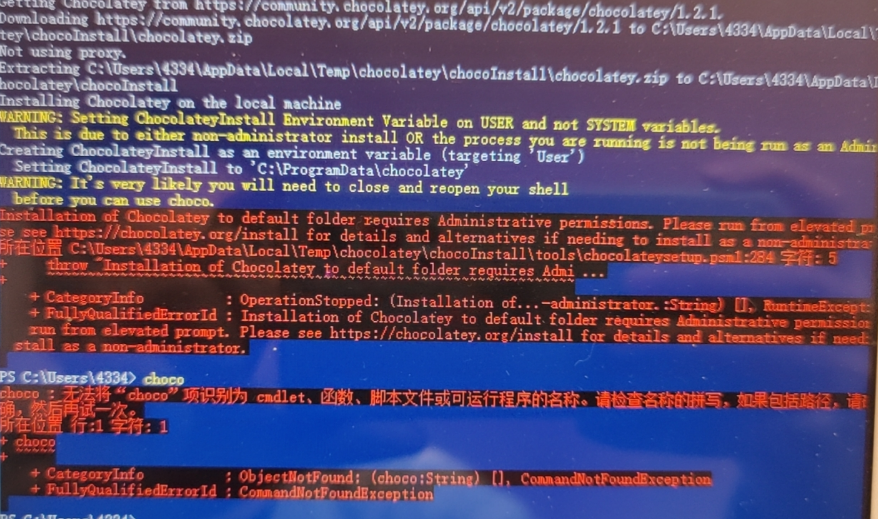 Getting Chocolatey from https://community.chocolatey.org/api/v2/package/chocolatey/1.2.1.
Downloading https://community.chocolatey.org/api/v2/package/chocolatey/1.2.1 to C:\Users\4334\AppData\Local\
tey\chocoInstall\chocolatey.zip
Not using proxy.
Extracting C:\Users\4334\AppData\Local\Temp\chocolatey\chocoInstall\chocolatey.zip to C:\Users\4334\AppData\
hocolatey\chocoInstall
Installing Chocolatey on the local machine
WARNING: Setting ChocolateyInstall Environment Variable on USER and not SYSTEM variables.
This is due to either non-administrator install OR the process you are running is not being run as an Admin
Creating ChocolateyInstall as an environment variable (targeting 'User')
Setting ChocolateyInstall to 'C:\ProgramData\chocolatey'
WARNING: It's very likely you will need to close and reopen your shell
before you can use choco.
Installation of Chocolatey to default folder requires Administrative permissions. Please run from elevated pr
se see https://chocolatey.org/install for details and alternatives if needing to install as a non-administra
所在位置 C:\Users\4334\AppData\Local\Temp\chocolatey\chocoInstall\tools\chocolateysetup.psm1:284 字符: 5
+ throw "Installation of Chocolatey to default folder requires Admi ...
+
+ CategoryInfo : OperationStopped: (Installation of...-administrator.:String) [], RuntimeExcept
+ FullyQualifiedErrorId : Installation of Chocolatey to default folder requires Administrative permission
run from elevated prompt. Please see https://chocolatey.org/install for details and alternatives if need
stall as a non-administrator.
PS C:\Users\4334> choco
choco : 无法将“choco”项识别为 cmdlet、函数、脚本文件或可运行程序的名称。请检查名称的拼写，如果包括路径，请
确，然后再试一次。
所在位置 行:1 字符: 1
+ choco
+
+ CategoryInfo : ObjectNotFound: (choco:String) [], CommandNotFoundException
+ FullyQualifiedErrorId : CommandNotFoundException
PS C:\Users\4334>